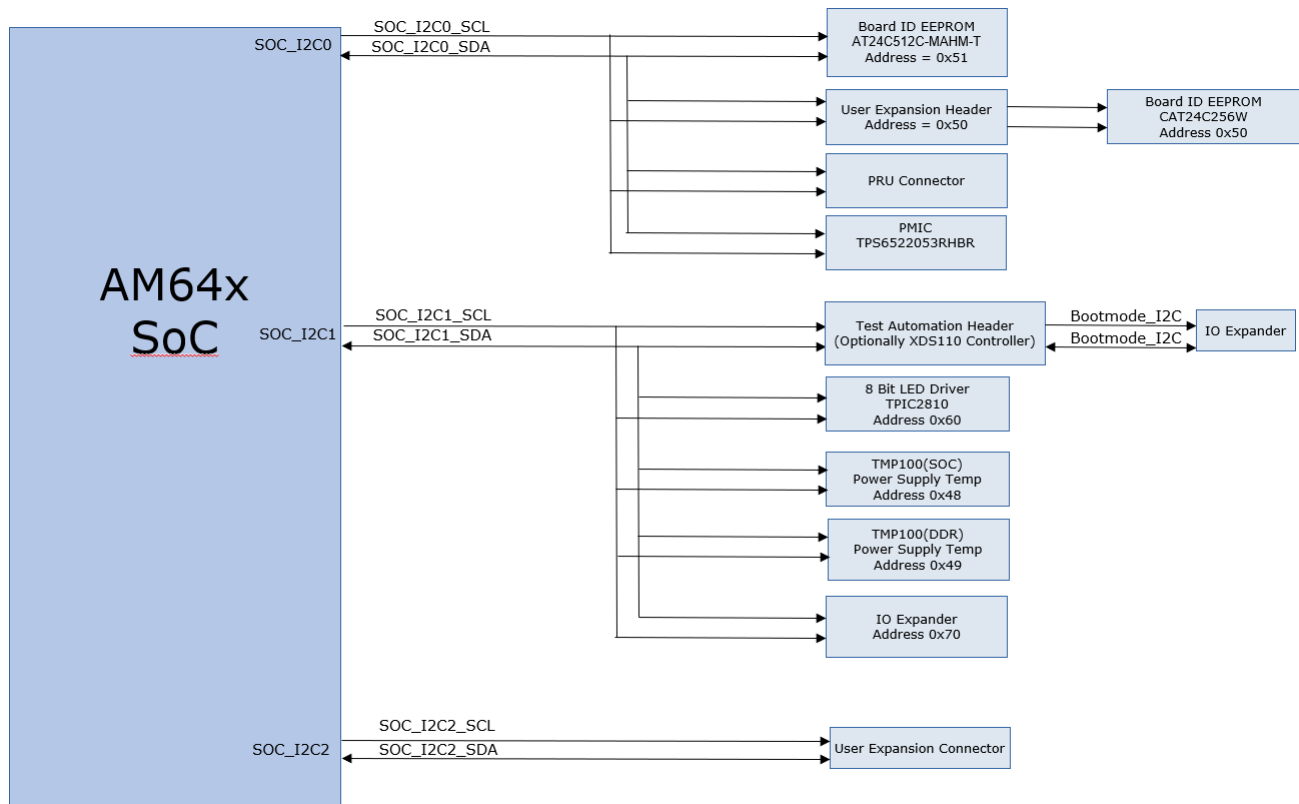 AM64x
SoC
SOC_I2C0
SOC_I2C0_SCL
SOC_I2C0_SDA
Board ID EEPROM
AT24C512C-MAHM-T
Address = 0x51
User Expansion Header
Address = 0x50
Board ID EEPROM
CAT24C256W
Address 0x50
PRU Connector
PMIC
TPS6522053RHBR
SOC_I2C1
SOC_I2C1_SCL
SOC_I2C1_SDA
Test Automation Header
(Optionally XDS110 Controller)
Bootmode_I2C
Bootmode_I2C
IO Expander
8 Bit LED Driver
TPIC2810
Address 0x60
TMP100(SOC)
Power Supply Temp
Address 0x48
TMP100(DDR)
Power Supply Temp
Address 0x49
IO Expander
Address 0x70
SOC_I2C2
SOC_I2C2_SCL
SOC_I2C2_SDA
User Expansion Connector